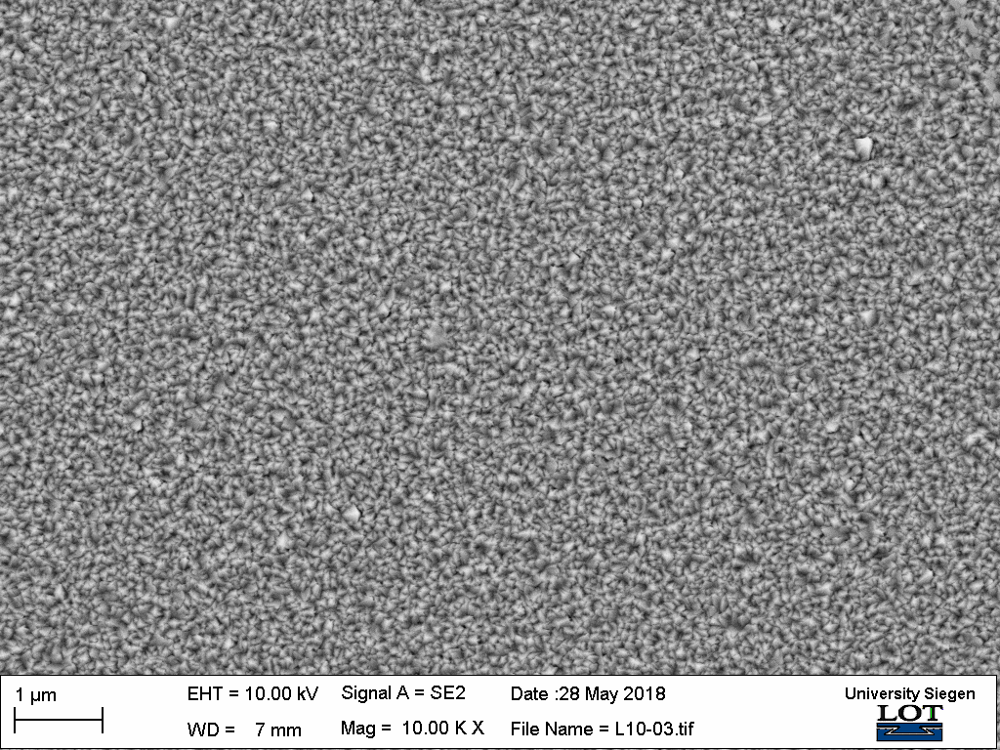 1 µm
EHT = 10.00 kV
Signal A = SE2
Date :28 May 2018
University Siegen
WD = 7 mm
Mag = 10.00 K X
File Name = L10-03.tif
LOT